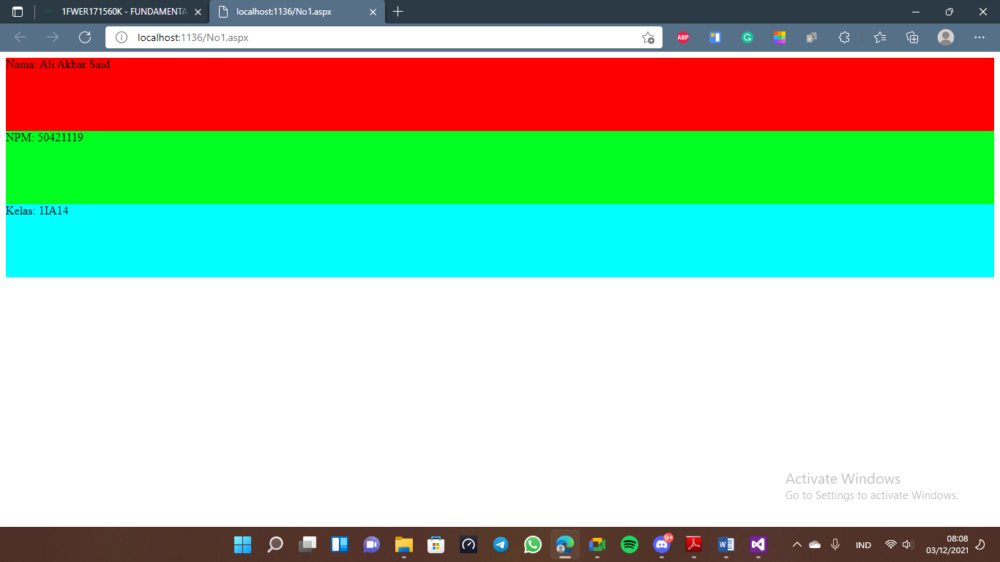 1FWER171560K - FUNDAMENTA
localhost:1136/No1.aspx
localhost:1136/No1.aspx
ABP
G
Nama: Ali Akbar Said
NPM: 50421119
Kelas: 1IA14
Activate Windows
Go to Settings to activate Windows.
9+
W
IND
08:08
03/12/2021